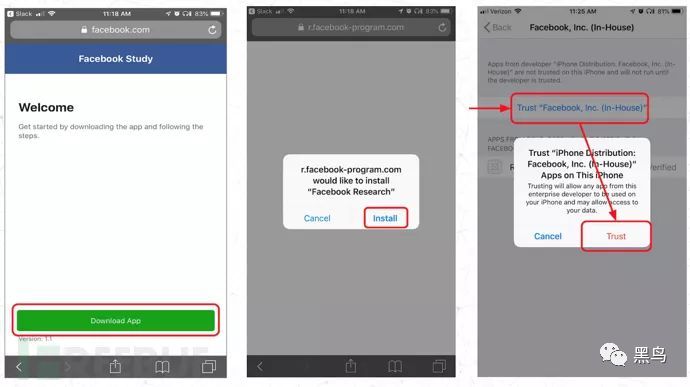 Slack
11:18 AM
83%
facebook.com
Facebook Study
Welcome
Get started by downloading the app and following the
steps.
Download App
Version: 1.1
Slack
11:18 AM
83%
r.facebook-program.com
r.facebook-program.com
would like to install
“Facebook Research”
Cancel
Install
Verizon
11:25 AM
81%
Back
Facebook, Inc. (In-House)
Apps from developer “iPhone Distribution: Facebook, Inc. (In-
House)” are not trusted on this iPhone and will not run until
the developer is trusted.
Trust “Facebook, Inc. (In-House)”
APPS FROM
FACEBOOK
Verified
Trust “iPhone Distribution:
Facebook, Inc. (In-House)”
Apps on This iPhone
Trusting will allow any app from this
enterprise developer to be used on
your iPhone and may allow access to
your data.
Cancel
Trust
黑鸟